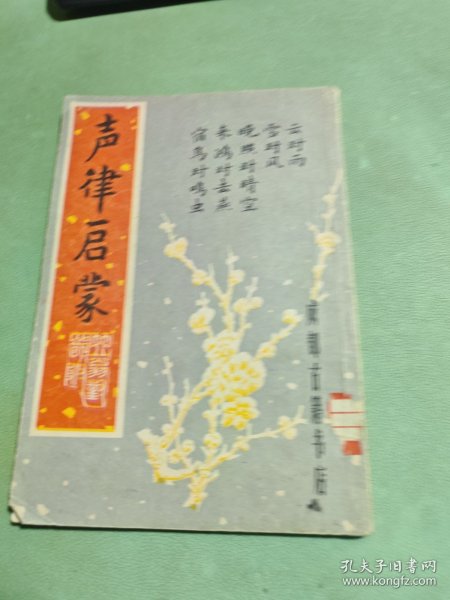 声律启蒙
云对雨
雪对风
晚照对晴空
来鸿对去燕
宿鸟对鸣虫
成都古籍书店
孔夫子旧书网
www.kongfz.com